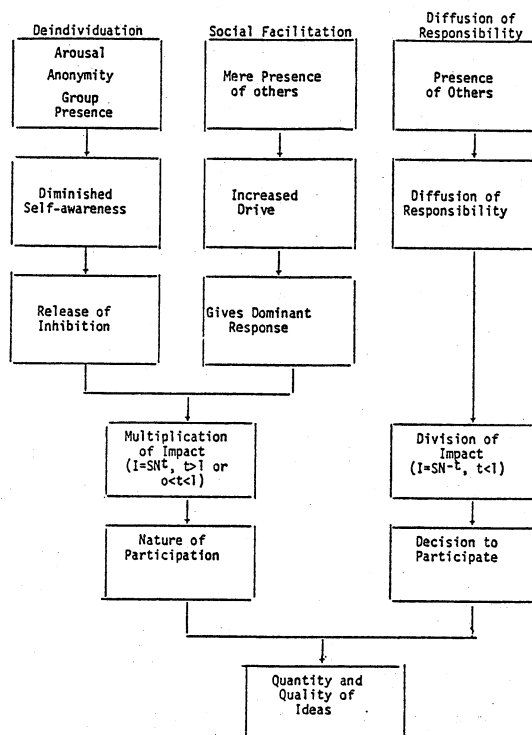 Deindividuation
Arousal
Anonymity
Group
Presence
Social Facilitation
Mere Presence
of others
Diffusion of
Responsibility
Presence
of Others
Diminished
Self-awareness
Increased
Drive
Diffusion of
Responsibility
Release of
Inhibition
Gives Dominant
Response
Multiplication
of Impact
(I=SNᵗ, t>1 or
o<t<1)
Division of
Impact
(I=SN⁻ᵗ, t<1)
Nature of
Participation
Decision to
Participate
Quantity and
Quality of
Ideas